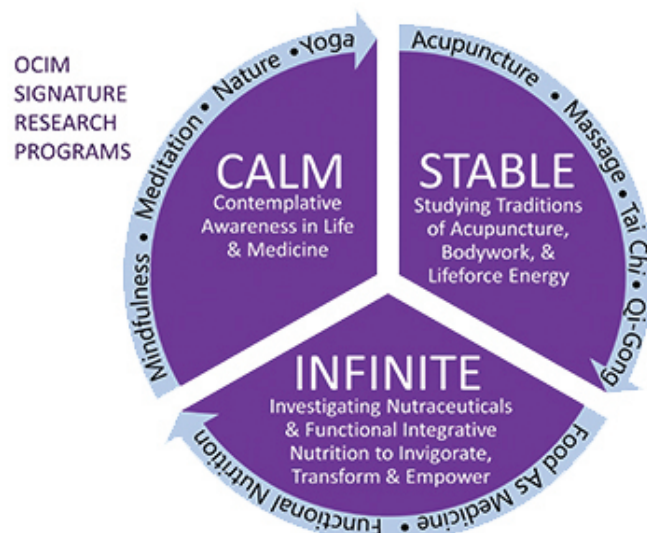 OCIM
SIGNATURE
RESEARCH
PROGRAMS
Mindfulness • Meditation • Nature • Yoga
CALM
Contemplative
Awareness in Life
& Medicine
Acupuncture • Massage • Tai Chi • Qi-Gong
STABLE
Studying Traditions
of Acupuncture,
Bodywork, &
Lifeforce Energy
INFINITE
Investigating Nutraceuticals
& Functional Integrative
Nutrition to Invigorate,
Transform & Empower
Food As Medicine • Functional Nutrition